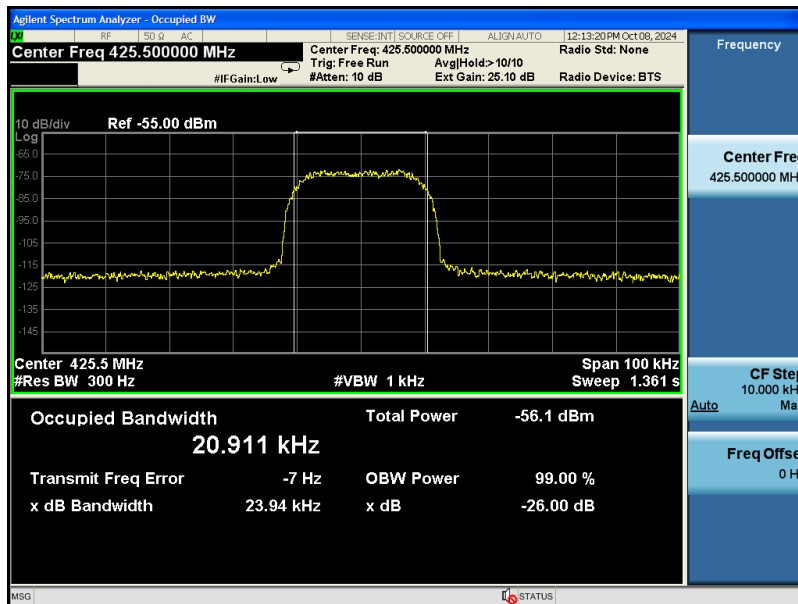 Agilent Spectrum Analyzer - Occupied BW
LXI RF 50 Ω AC SENSE:INT SOURCE OFF ALIGN AUTO 12:13:20 PM Oct 08, 2024
Center Freq 425.500000 MHz
Center Freq: 425.500000 MHz Radio Std: None
Trig: Free Run Avg|Hold:> 10/10
#IFGain:Low #Atten: 10 dB Ext Gain: 25.10 dB Radio Device: BTS
10 dB/div Ref -55.00 dBm
Log
-65.0
-75.0
-85.0
-95.0
-105
-115
-125
-135
-145
Center 425.5 MHz Span 100 kHz
#Res BW 300 Hz #VBW 1 kHz Sweep 1.361 s
Occupied Bandwidth Total Power -56.1 dBm
20.911 kHz
Transmit Freq Error -7 Hz OBW Power 99.00 %
x dB Bandwidth 23.94 kHz x dB -26.00 dB
MSG STATUS
Frequency
Center Fre
425.500000 MH
CF Step
10.000 kH
Auto Ma
Freq Offse
0 H